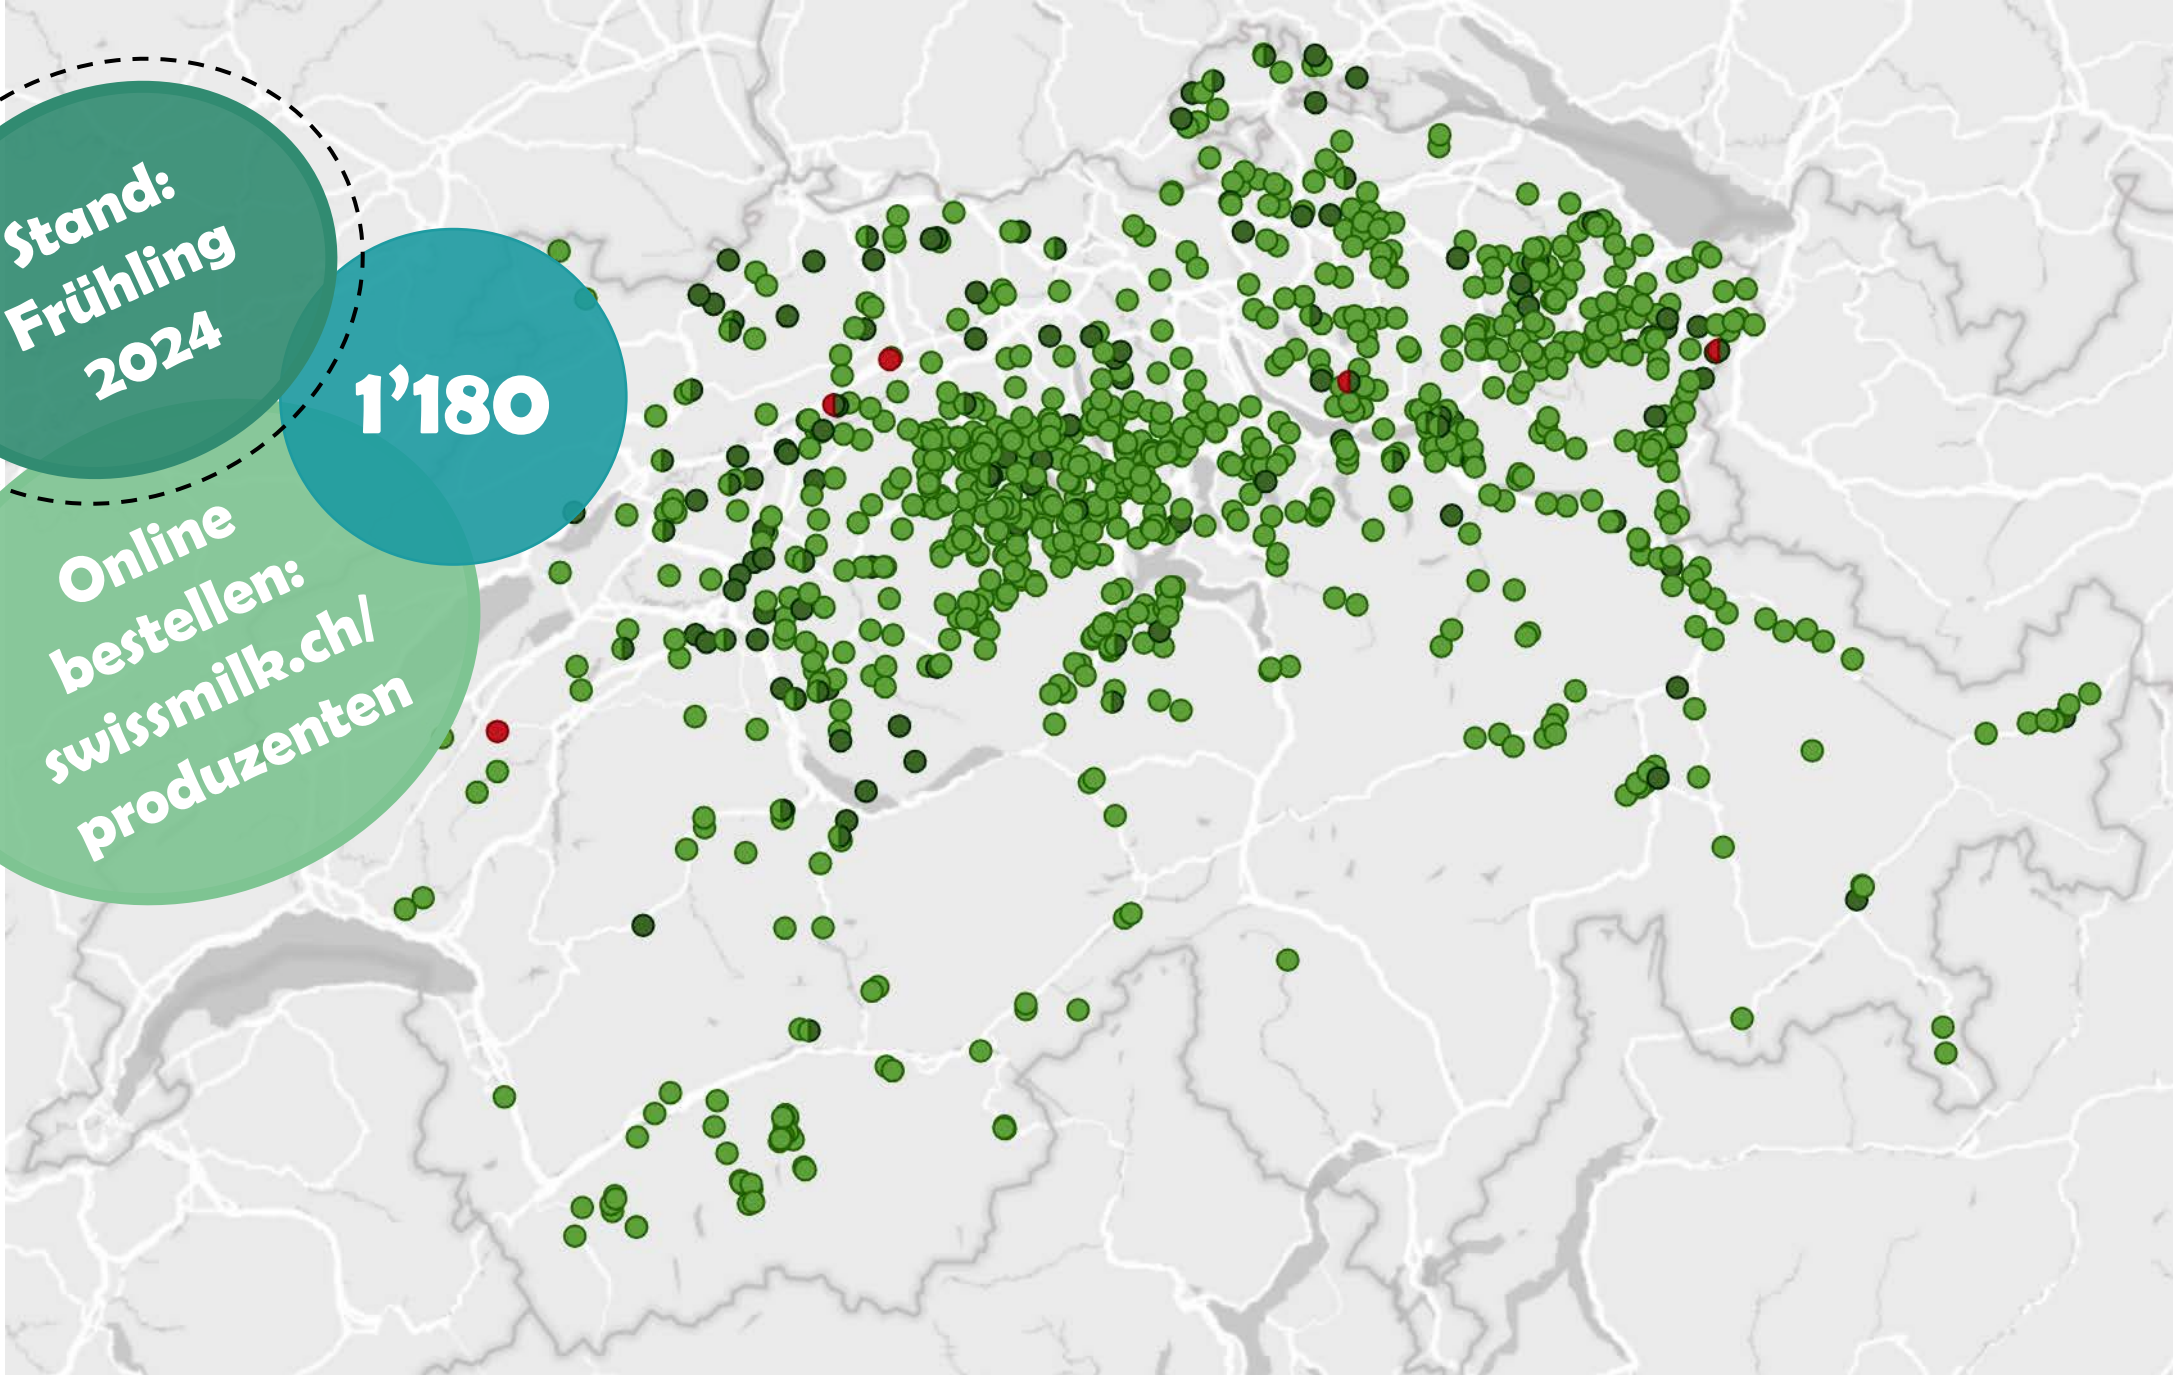 Stand:
Frühling
2024
1’180
Online
bestellen:
swissmilk.ch/
produzenten